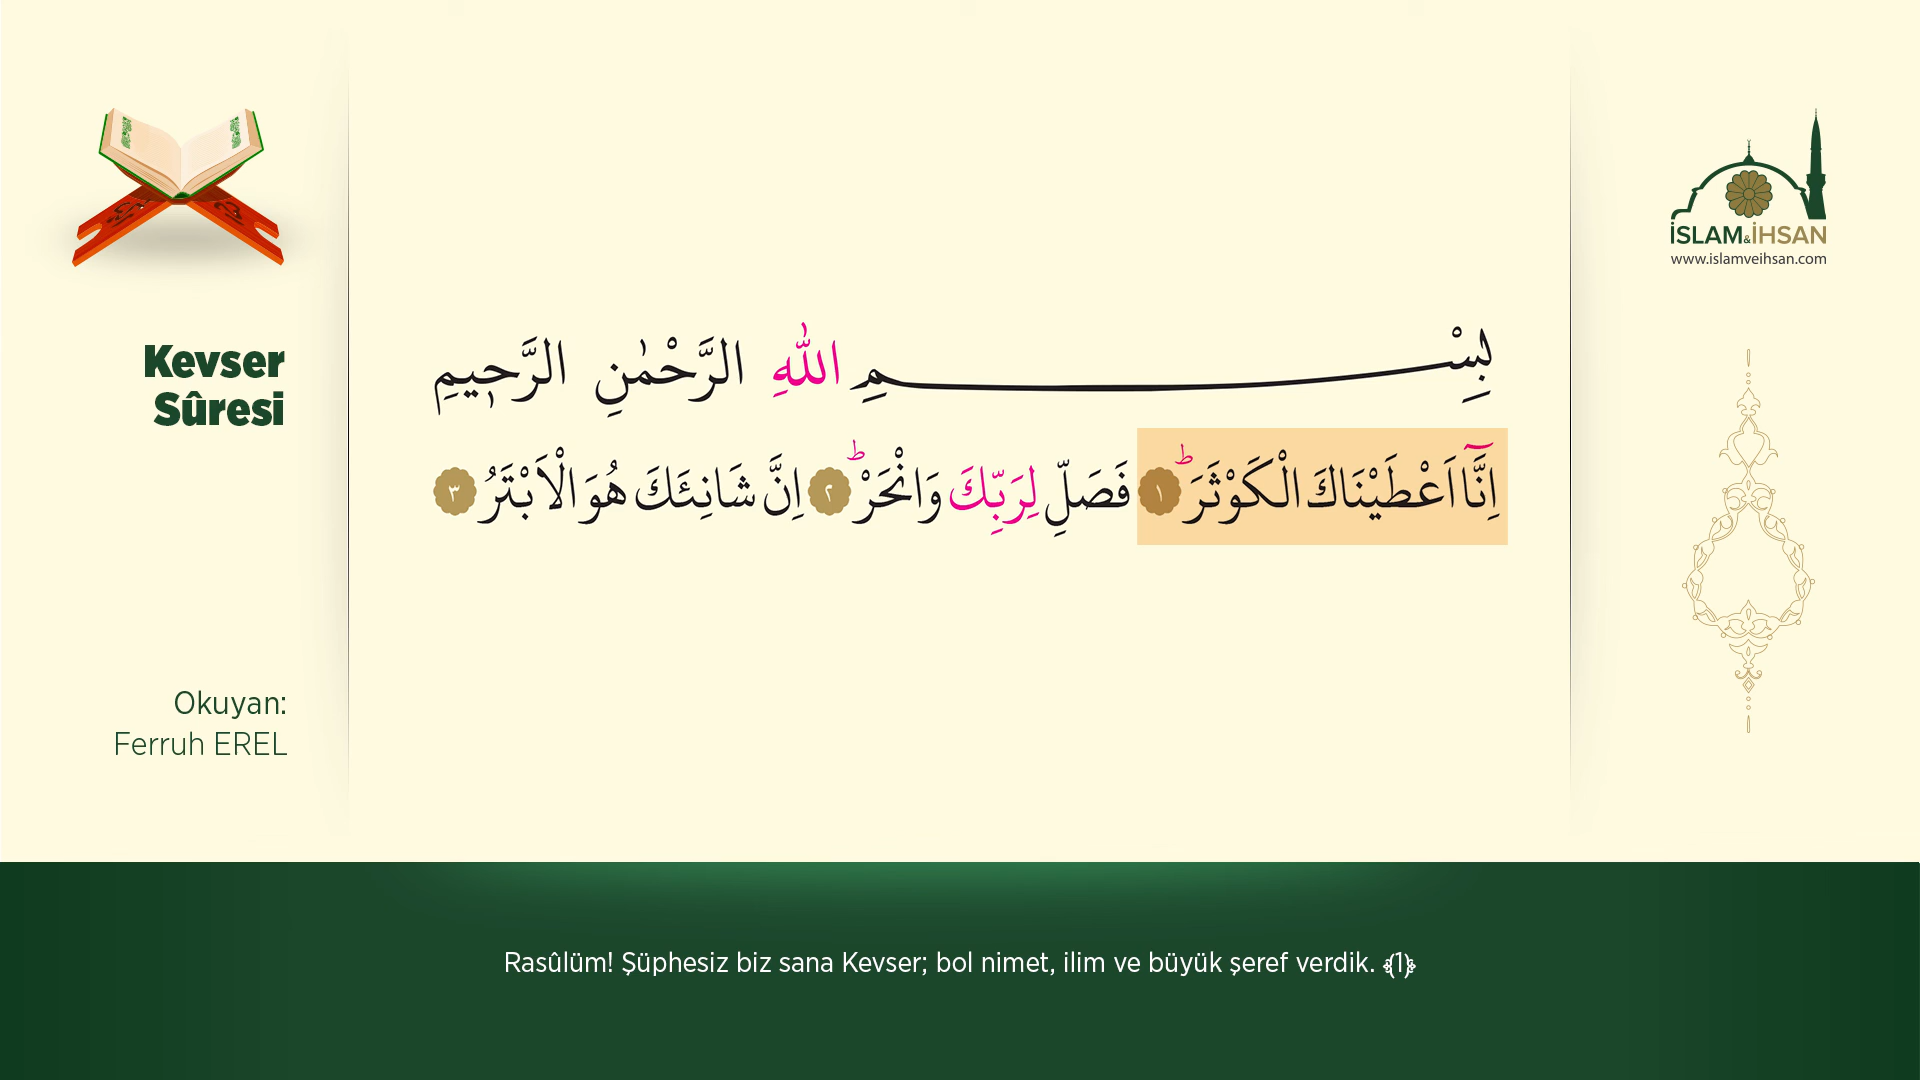 Kevser
Sûresi
Okuyan:
Ferruh EREL
بِسْمِ اللّٰهِ الرَّحْمٰنِ الرَّح۪يمِ
اِنَّٓا اَعْطَيْنَاكَ الْكَوْثَرَۜ ﴿١﴾ فَصَلِّ لِرَبِّكَ وَانْحَرْۜ ﴿٢﴾ اِنَّ شَانِئَكَ هُوَ الْاَبْتَرُ ﴿٣﴾
İSLAM&İHSAN
www.islamveihsan.com
Rasûlüm! Şüphesiz biz sana Kevser; bol nimet, ilim ve büyük şeref verdik. ﴾1﴿